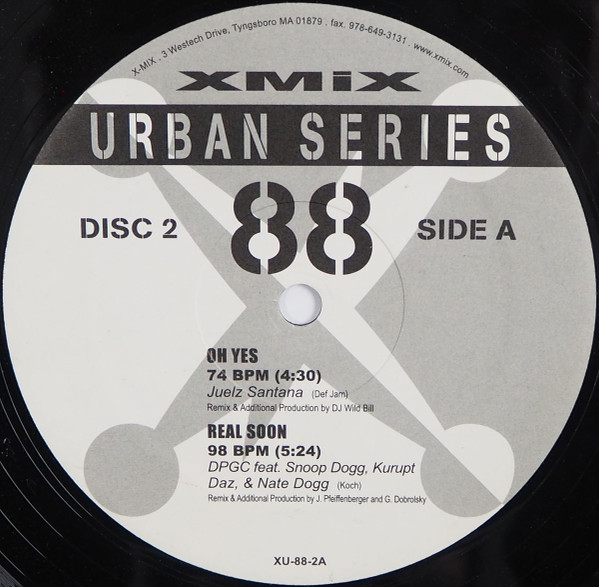 X-MIX . 3 Westech Drive, Tyngsboro MA 01879 . fax. 978-649-3131 . www.xmix.com
XMiX
URBAN SERIES
88
DISC 2
SIDE A
OH YES
74 BPM (4:30)
Juelz Santana (Def Jam)
Remix & Additional Production by DJ Wild Bill
REAL SOON
98 BPM (5:24)
DPGC feat. Snoop Dogg, Kurupt
Daz, & Nate Dogg (Koch)
Remix & Additional Production by J. Pfeiffenberger and G. Dobrolsky
XU-88-2A